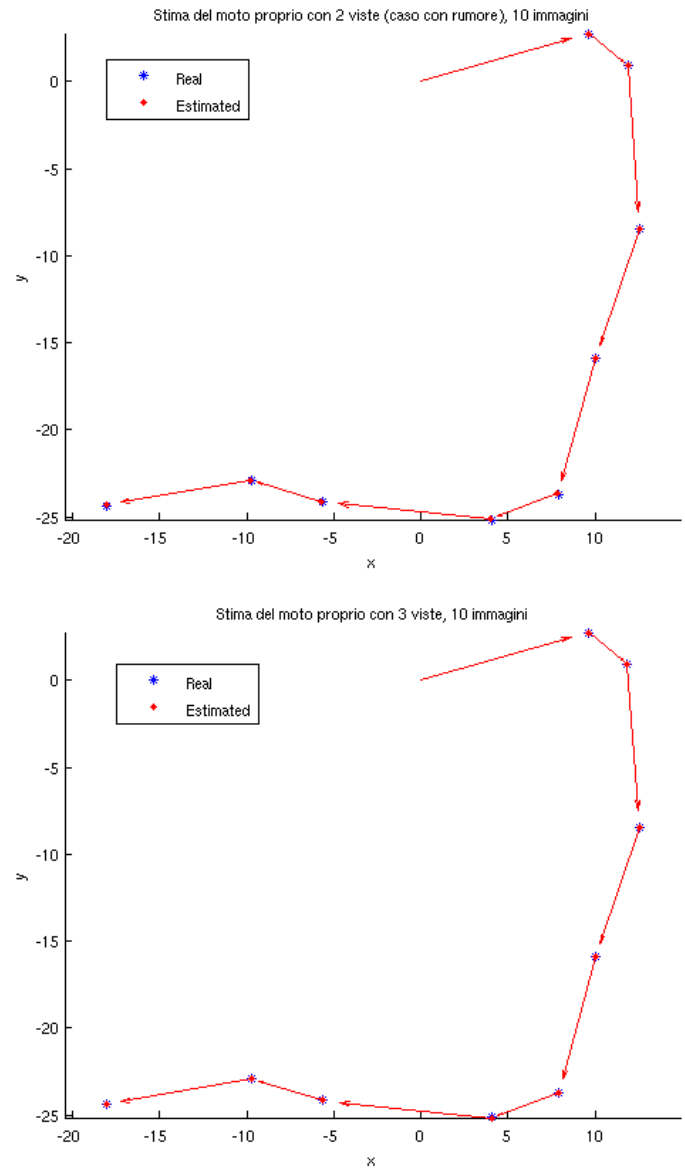 Stima del moto proprio con 2 viste (caso con rumore), 10 immagini
Real
Estimated
0
-5
-10
-15
-20
-25
y
-20 -15 -10 -5 0 5 10
x
Stima del moto proprio con 3 viste, 10 immagini
Real
Estimated
0
-5
-10
-15
-20
-25
y
-20 -15 -10 -5 0 5 10
x